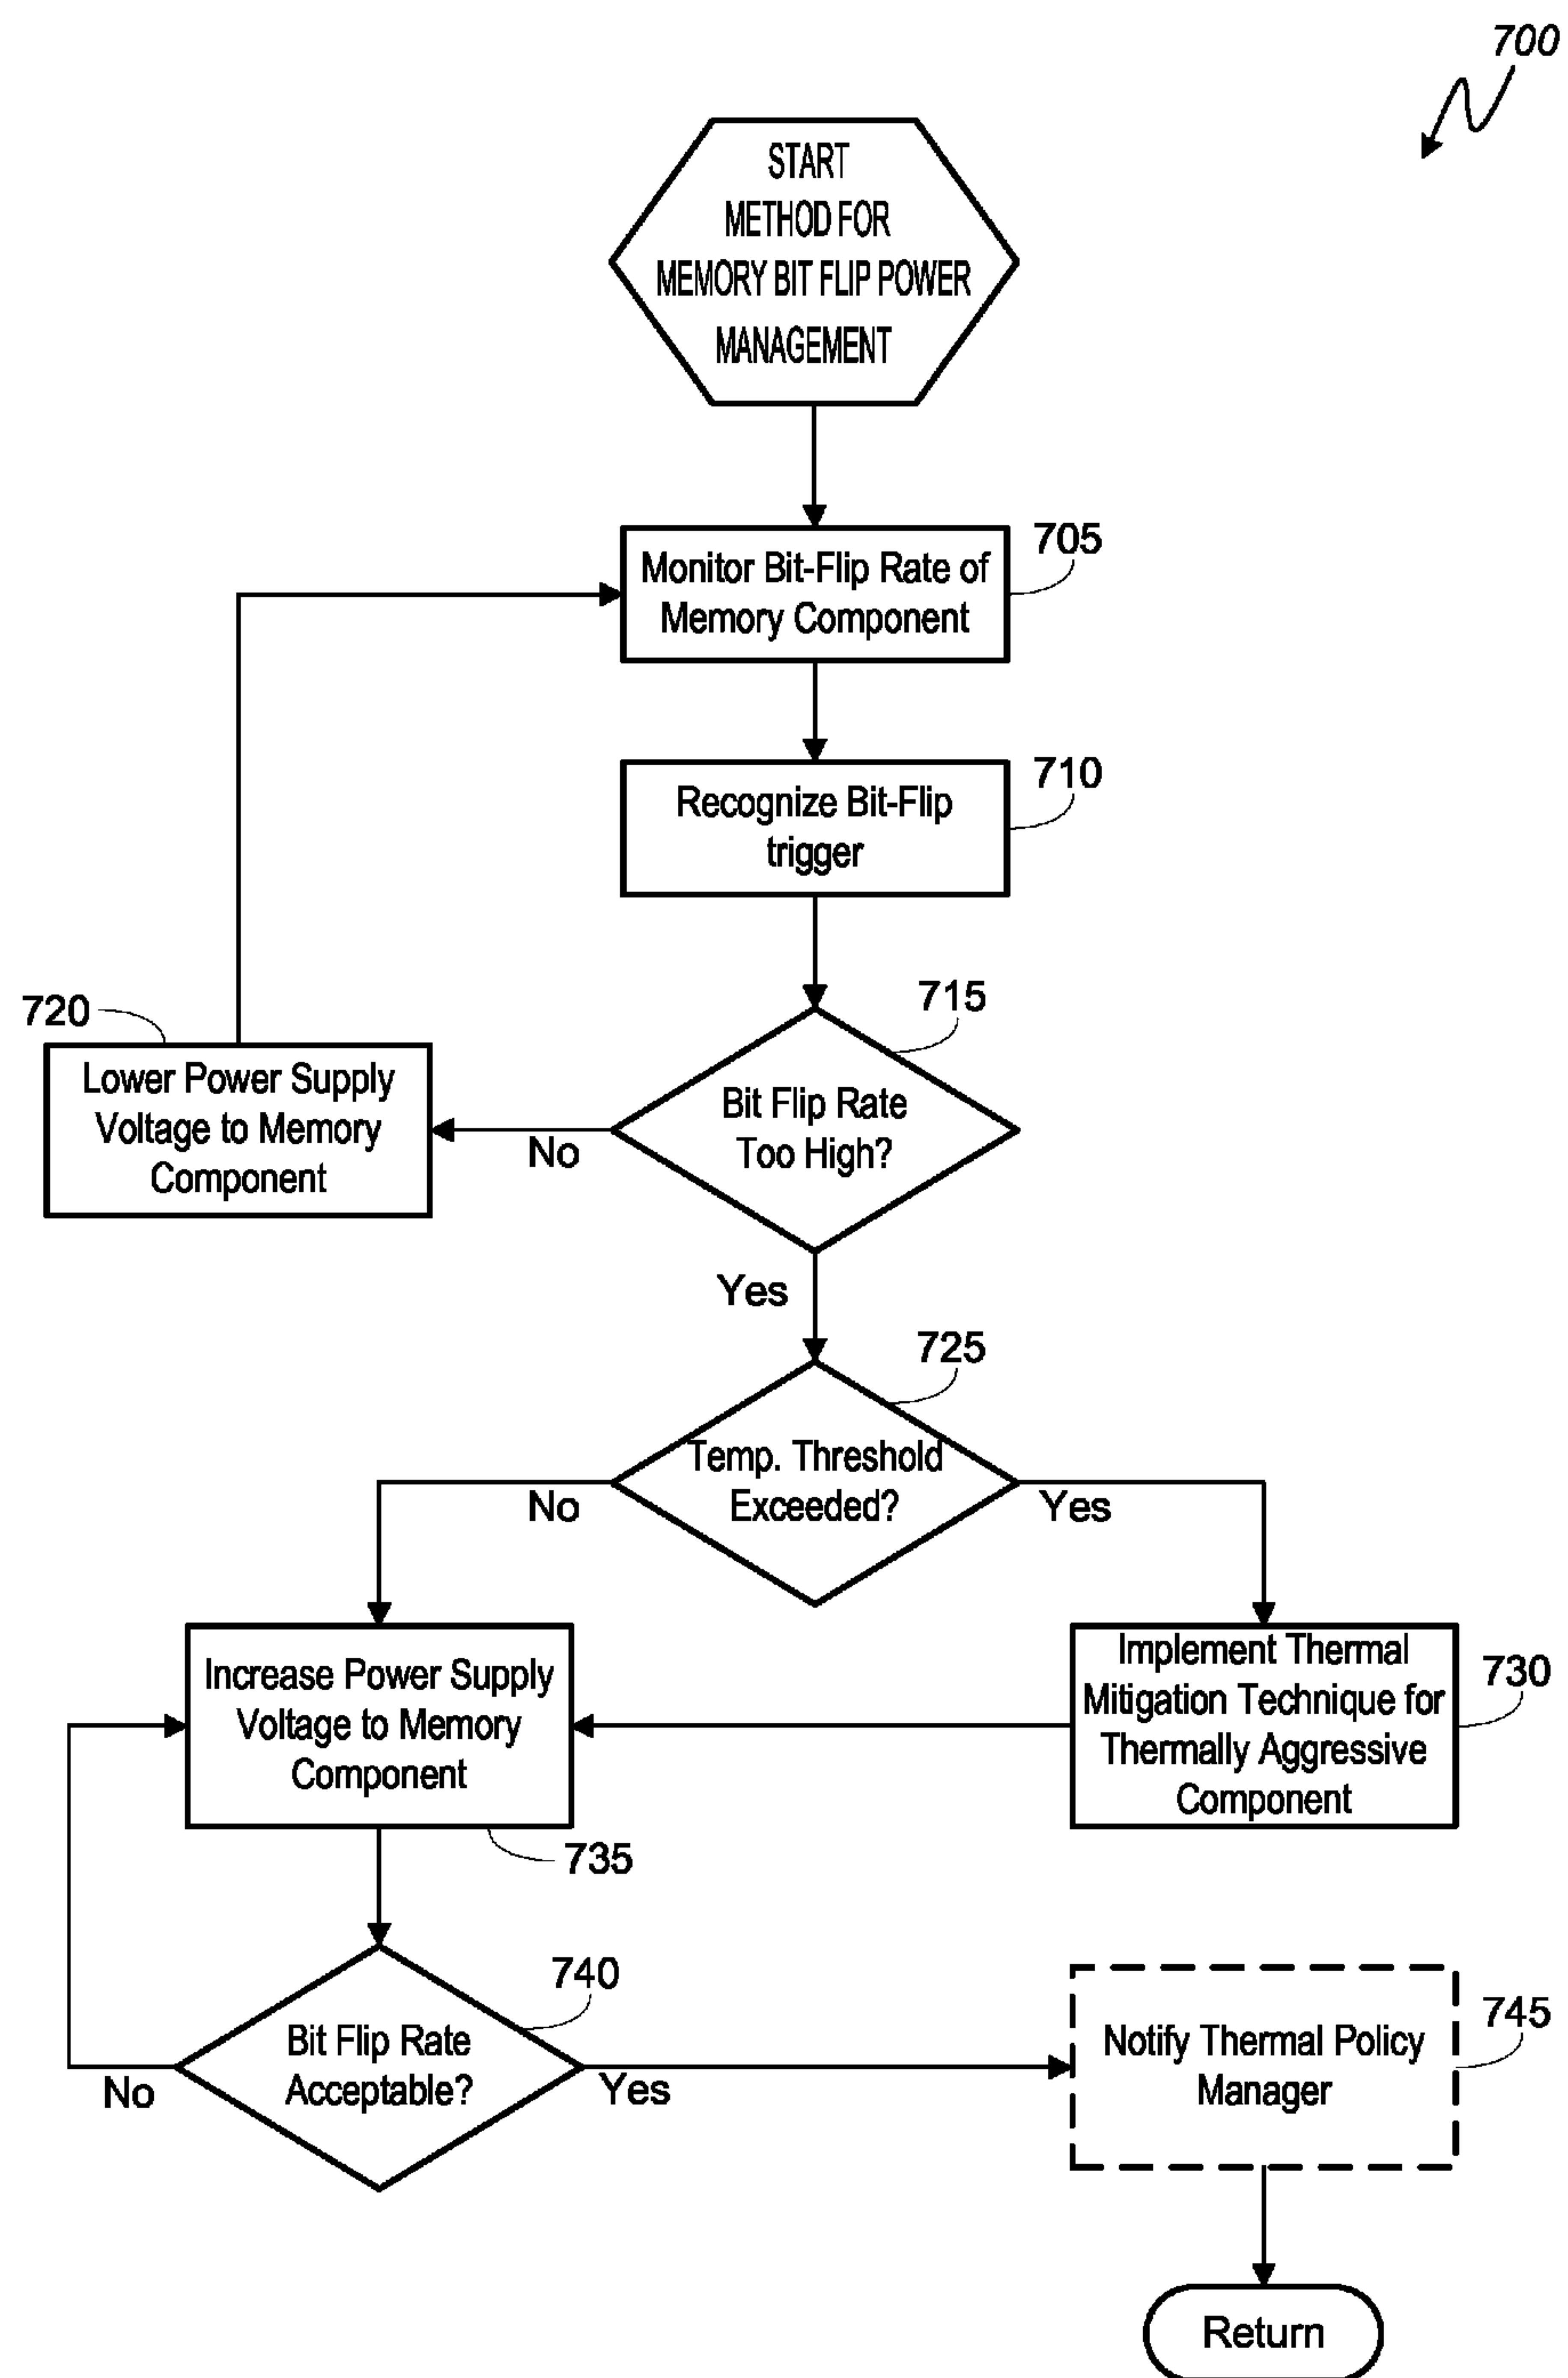 700
START
METHOD FOR
MEMORY BIT FLIP POWER
MANAGEMENT
705
Monitor Bit-Flip Rate of
Memory Component
710
Recognize Bit-Flip
trigger
715
720
Lower Power Supply
Voltage to Memory
Component
No
Bit Flip Rate
Too High?
Yes
725
Temp. Threshold
Exceeded?
No
Yes
Increase Power Supply
Voltage to Memory
Component
735
Implement Thermal
Mitigation Technique for
Thermally Aggressive
Component
730
740
Bit Flip Rate
Acceptable?
No
Yes
Notify Thermal Policy
Manager
745
Return